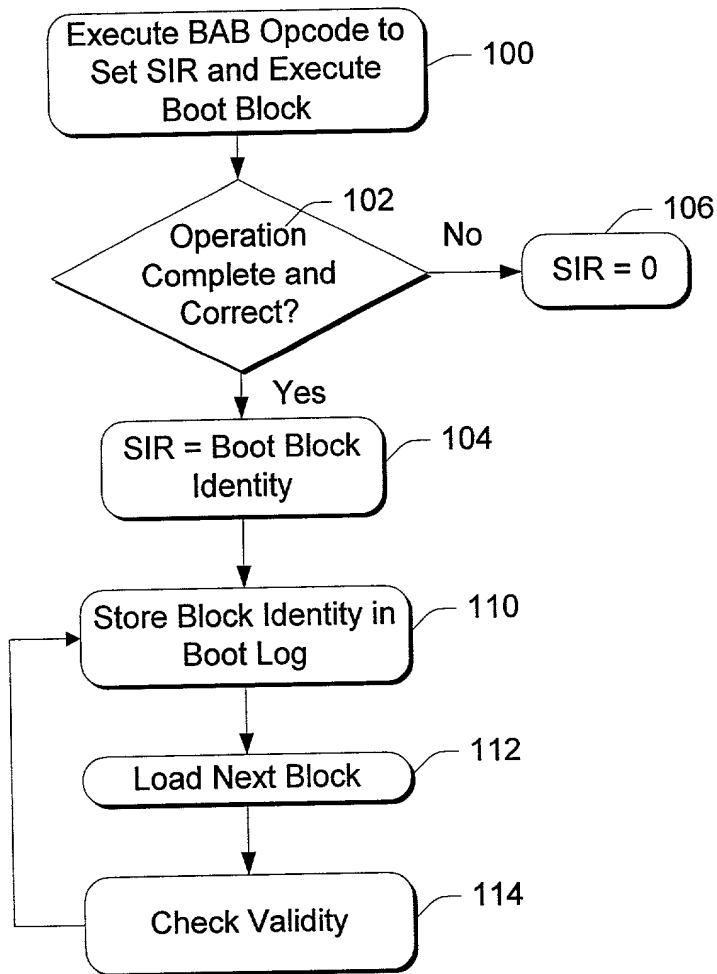 Execute BAB Opcode to
Set SIR and Execute
Boot Block
100
102
Operation
Complete and
Correct?
No
106
SIR = 0
Yes
SIR = Boot Block
Identity
104
Store Block Identity in
Boot Log
110
Load Next Block
112
Check Validity
114